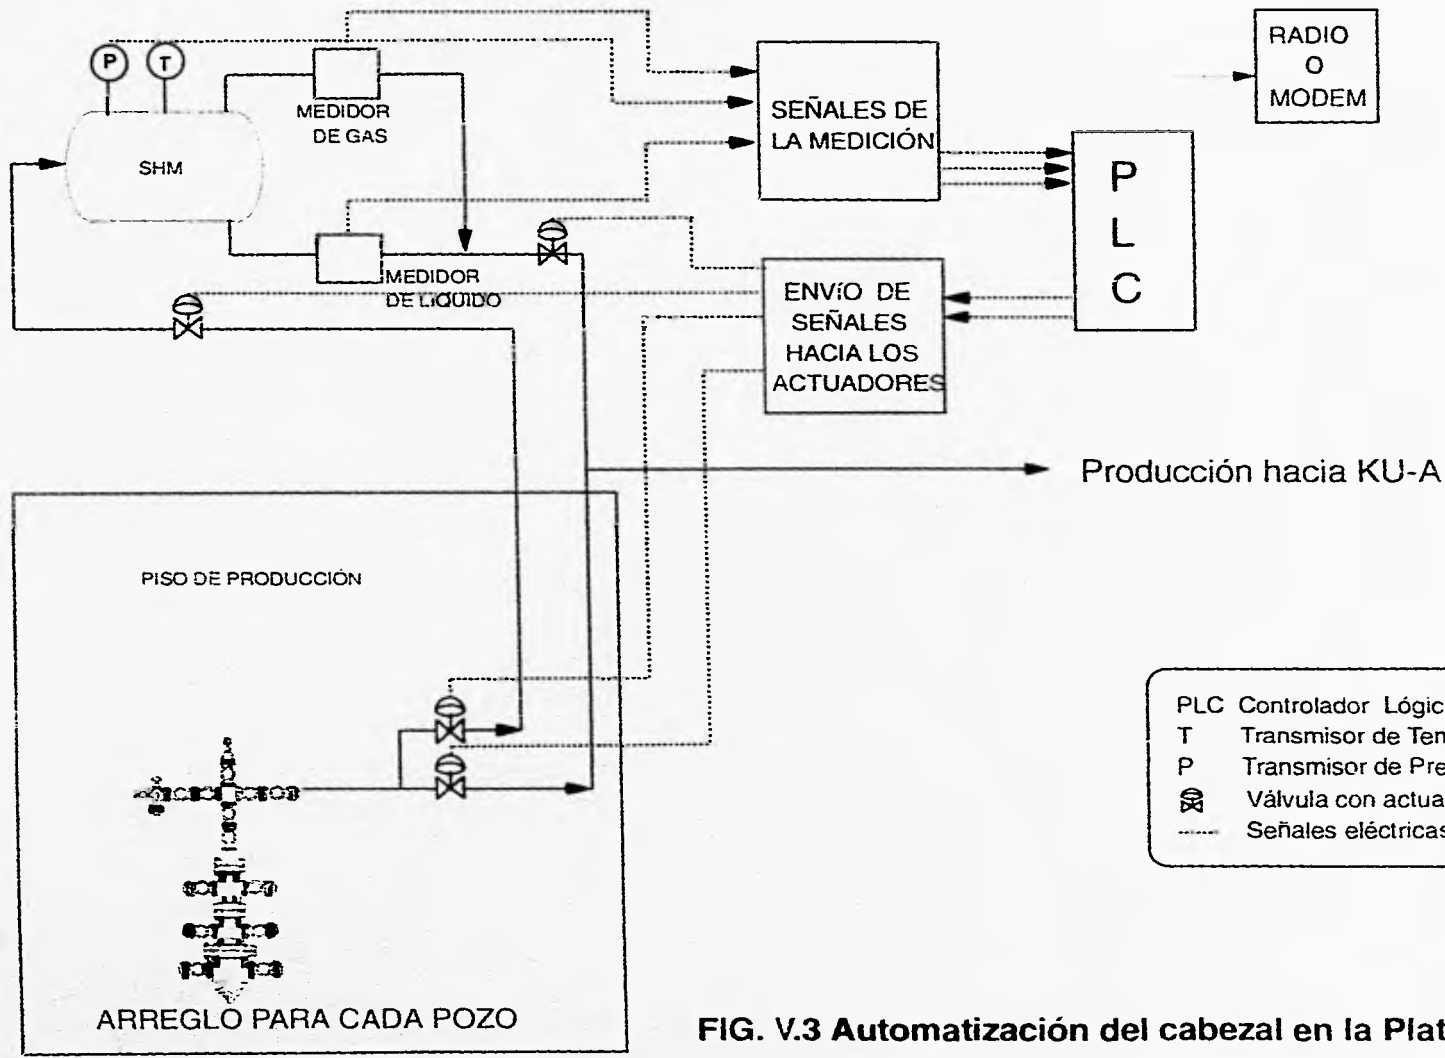 P
T
MEDIDOR
DE GAS
SHM
MEDIDOR
DE LÍQUIDO
SEÑALES DE
LA MEDICIÓN
RADIO
O
MODEM
P
L
C
ENVÍO DE
SEÑALES
HACIA LOS
ACTUADORES
Producción hacia KU-A
PISO DE PRODUCCIÓN
ARREGLO PARA CADA POZO
PLC Controlador Lógic
T Transmisor de Ten
P Transmisor de Pre
Válvula con actua
Señales eléctricas
FIG. V.3 Automatización del cabezal en la Plat